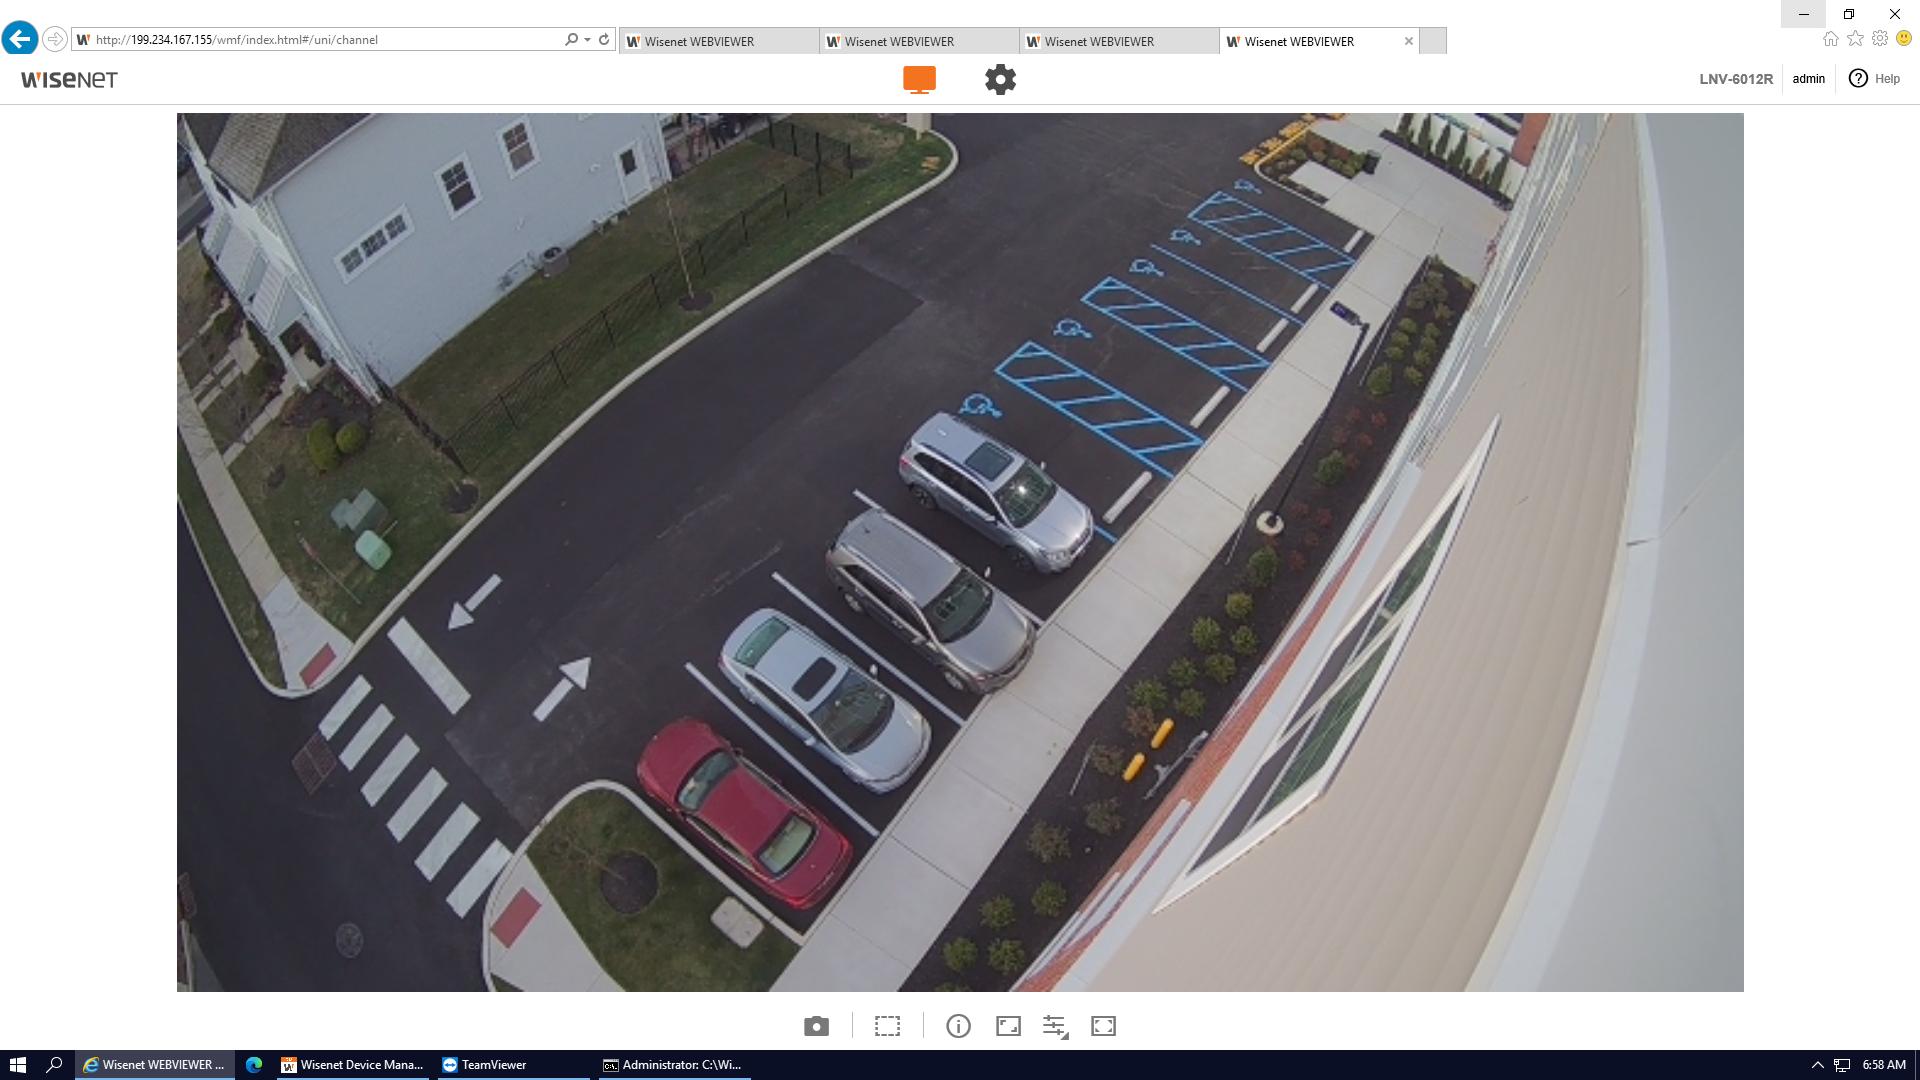 http://199.234.167.155/wmf/index.html#/uni/channel
Wisenet WEBVIEWER
Wisenet WEBVIEWER
Wisenet WEBVIEWER
Wisenet WEBVIEWER
WISENET
LNV-6012R
admin
Help
Wisenet WEBVIEWER ...
Wisenet Device Mana...
TeamViewer
Administrator: C:\Wi...
6:58 AM